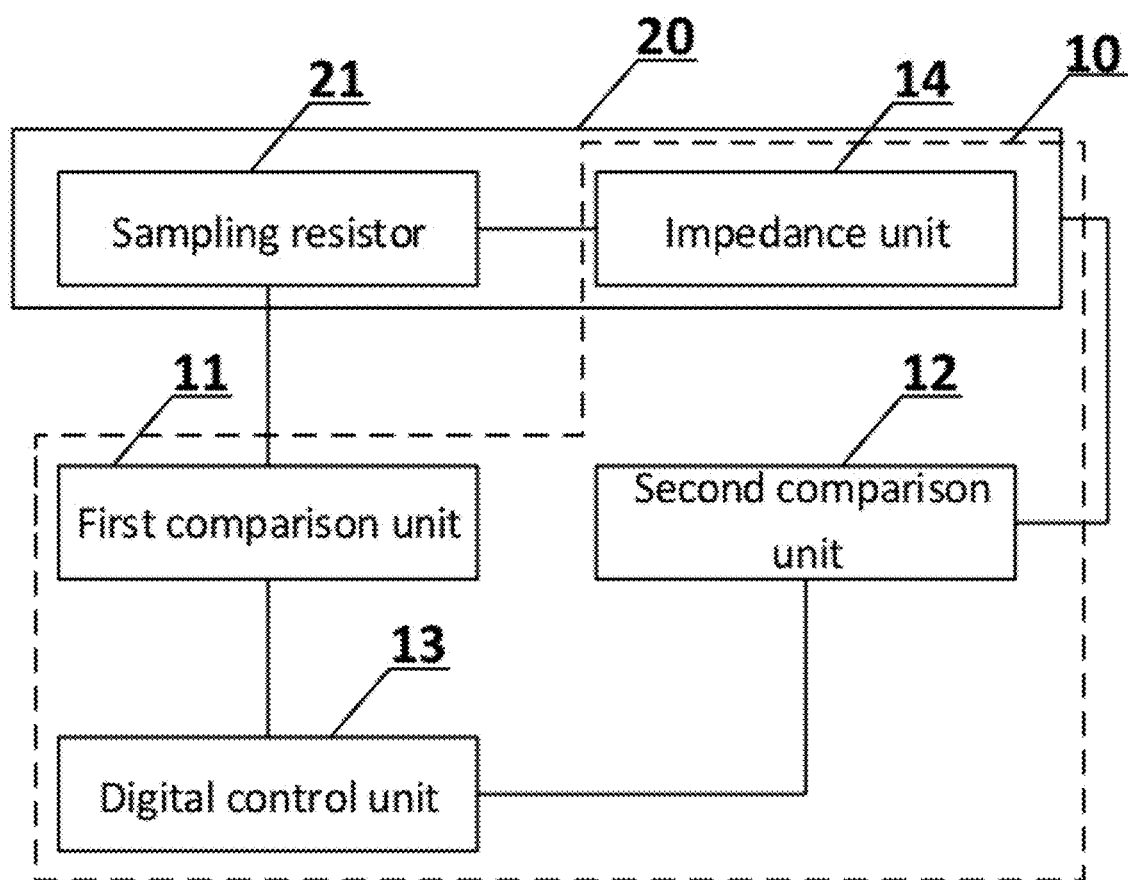 20
10
21
14
Sampling resistor
Impedance unit
11
12
First comparison unit
Second comparison
unit
13
Digital control unit